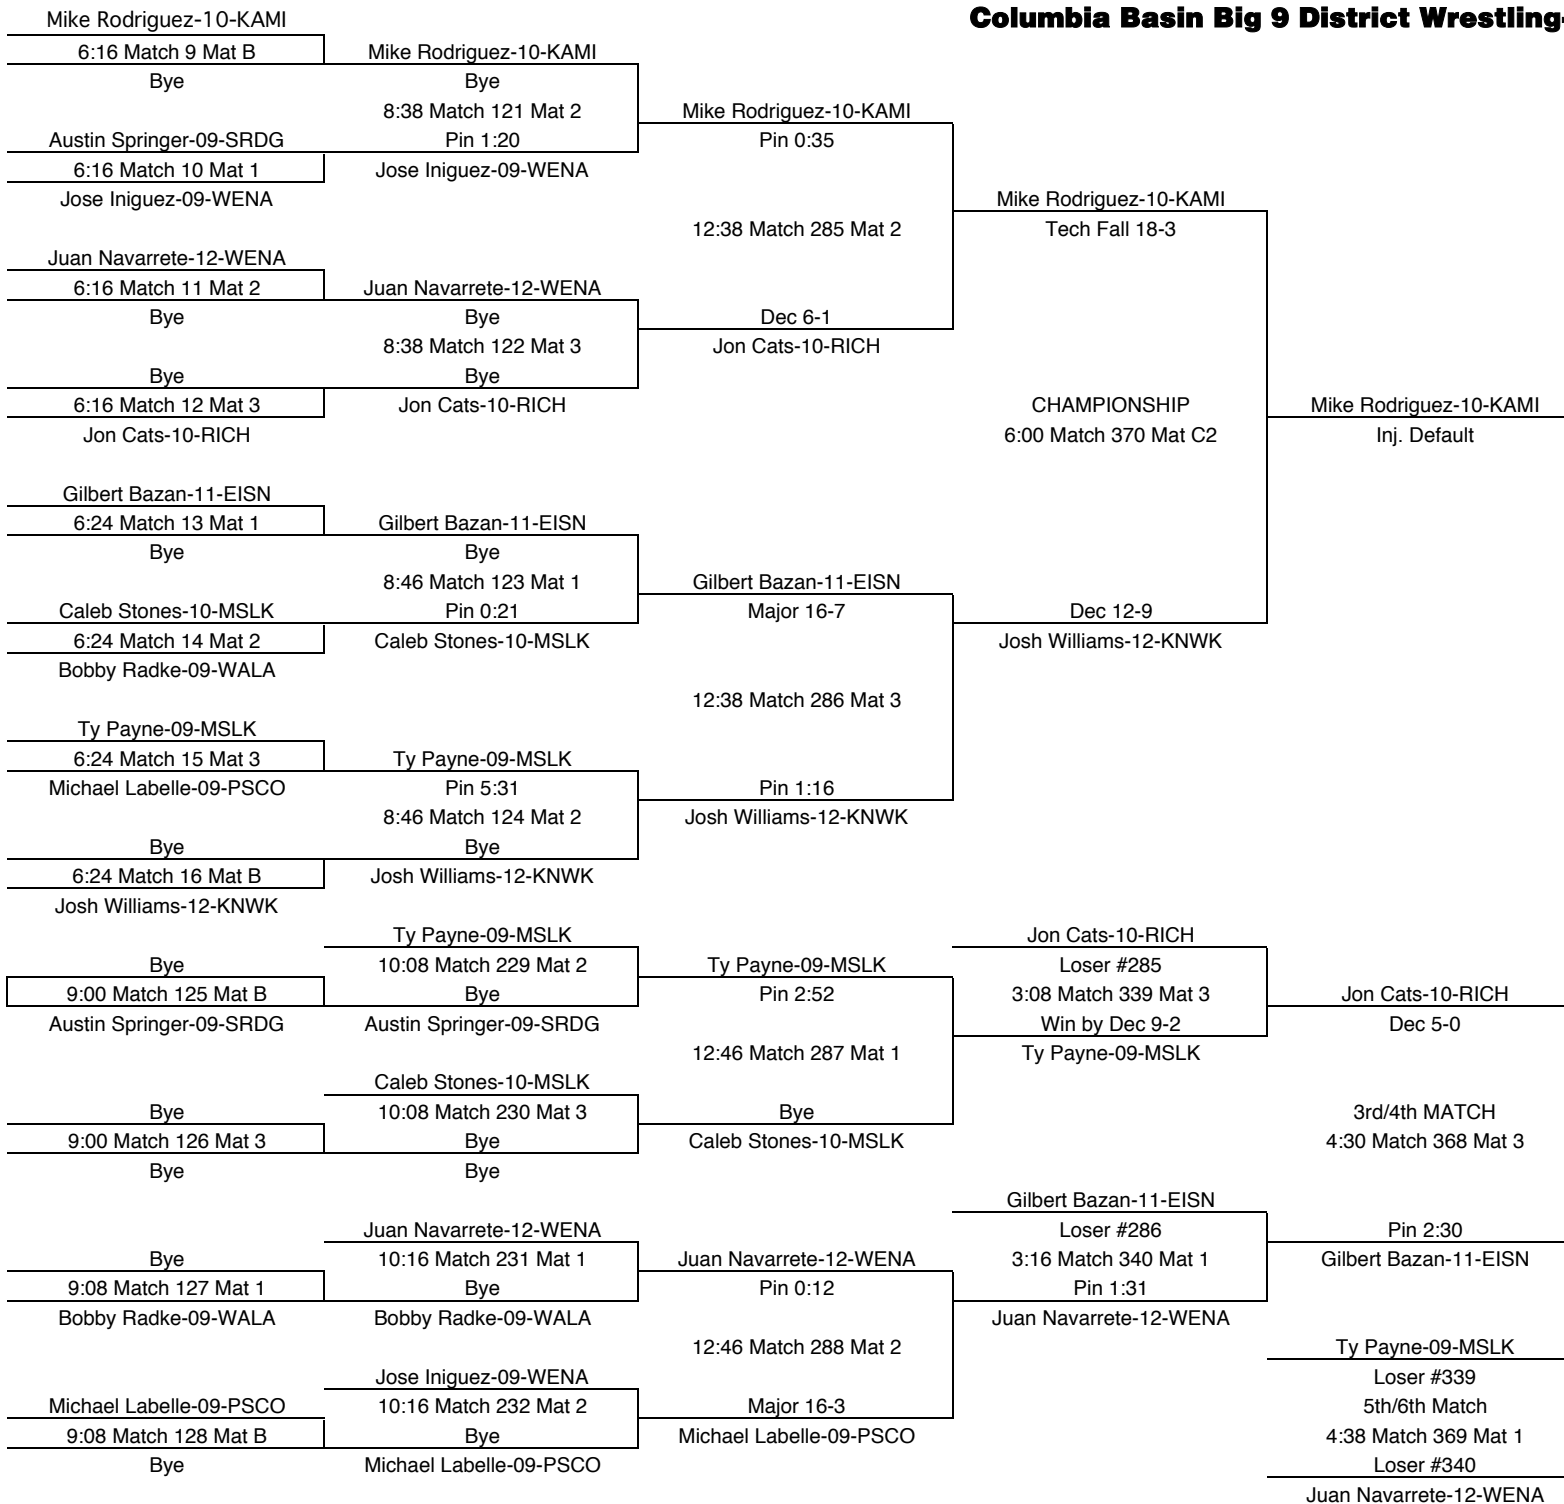 Columbia Basin Big 9 District Wrestling-
Mike Rodriguez-10-KAMI
6:16 Match 9 Mat B
Bye
Austin Springer-09-SRDG
6:16 Match 10 Mat 1
Jose Iniguez-09-WENA
Juan Navarrete-12-WENA
6:16 Match 11 Mat 2
Bye
Bye
6:16 Match 12 Mat 3
Jon Cats-10-RICH
Gilbert Bazan-11-EISN
6:24 Match 13 Mat 1
Bye
Caleb Stones-10-MSLK
6:24 Match 14 Mat 2
Bobby Radke-09-WALA
Ty Payne-09-MSLK
6:24 Match 15 Mat 3
Michael Labelle-09-PSCO
Bye
6:24 Match 16 Mat B
Josh Williams-12-KNWK
Mike Rodriguez-10-KAMI
Bye
8:38 Match 121 Mat 2
Pin 1:20
Jose Iniguez-09-WENA
Juan Navarrete-12-WENA
Bye
8:38 Match 122 Mat 3
Bye
Jon Cats-10-RICH
Gilbert Bazan-11-EISN
Bye
8:46 Match 123 Mat 1
Pin 0:21
Caleb Stones-10-MSLK
Ty Payne-09-MSLK
Pin 5:31
8:46 Match 124 Mat 2
Bye
Josh Williams-12-KNWK
Mike Rodriguez-10-KAMI
Pin 0:35
12:38 Match 285 Mat 2
Dec 6-1
Jon Cats-10-RICH
Gilbert Bazan-11-EISN
Major 16-7
12:38 Match 286 Mat 3
Pin 1:16
Josh Williams-12-KNWK
Mike Rodriguez-10-KAMI
Tech Fall 18-3
CHAMPIONSHIP
6:00 Match 370 Mat C2
Dec 12-9
Josh Williams-12-KNWK
Mike Rodriguez-10-KAMI
Inj. Default
Bye
9:00 Match 125 Mat B
Austin Springer-09-SRDG
Bye
9:00 Match 126 Mat 3
Bye
Bye
9:08 Match 127 Mat 1
Bobby Radke-09-WALA
Michael Labelle-09-PSCO
9:08 Match 128 Mat B
Bye
Ty Payne-09-MSLK
10:08 Match 229 Mat 2
Bye
Austin Springer-09-SRDG
Caleb Stones-10-MSLK
10:08 Match 230 Mat 3
Bye
Bye
Juan Navarrete-12-WENA
10:16 Match 231 Mat 1
Bye
Bobby Radke-09-WALA
Jose Iniguez-09-WENA
10:16 Match 232 Mat 2
Bye
Michael Labelle-09-PSCO
Ty Payne-09-MSLK
Pin 2:52
12:46 Match 287 Mat 1
Bye
Caleb Stones-10-MSLK
Juan Navarrete-12-WENA
Pin 0:12
12:46 Match 288 Mat 2
Major 16-3
Michael Labelle-09-PSCO
Jon Cats-10-RICH
Loser #285
3:08 Match 339 Mat 3
Win by Dec 9-2
Ty Payne-09-MSLK
Gilbert Bazan-11-EISN
Loser #286
3:16 Match 340 Mat 1
Pin 1:31
Juan Navarrete-12-WENA
Jon Cats-10-RICH
Dec 5-0
3rd/4th MATCH
4:30 Match 368 Mat 3
Pin 2:30
Gilbert Bazan-11-EISN
Ty Payne-09-MSLK
Loser #339
5th/6th Match
4:38 Match 369 Mat 1
Loser #340
Juan Navarrete-12-WENA